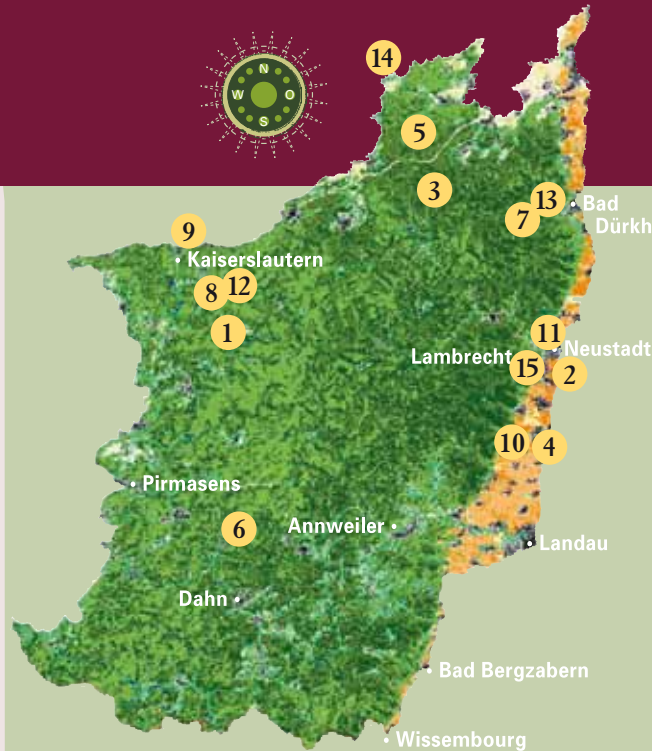 N
W O
S
14
5
3
13
7
Bad
Dürkh
9
Kaiserslautern
8 12
1
11
Neustadt
Lambrecht
15
2
10 4
Pirmasens
6
Annweiler
Landau
Dahn
Bad Bergzabern
Wissembourg